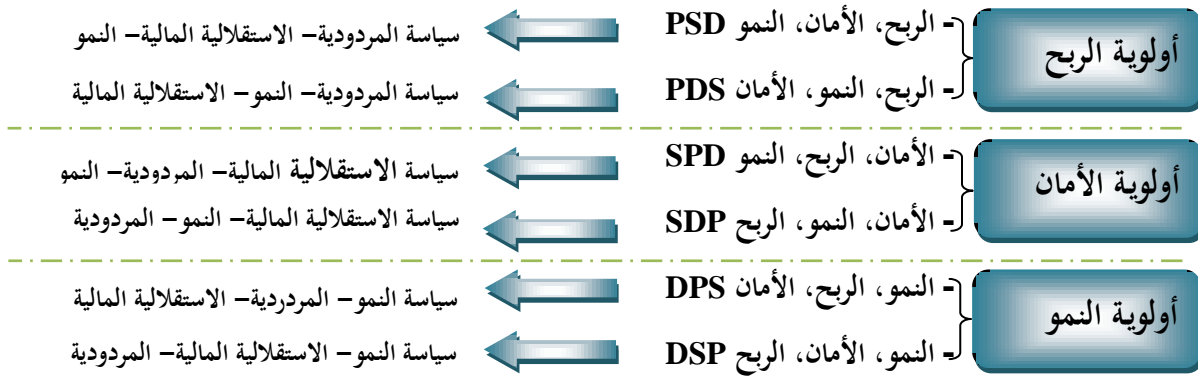 أولوية الربح
- الربح، الأمان، النمو PSD
سياسة المردودية– الاستقلالية المالية– النمو
- الربح، النمو، الأمان PDS
سياسة المردودية– النمو– الاستقلالية المالية
أولوية الأمان
- الأمان، الربح، النمو SPD
سياسة الاستقلالية المالية– المردودية– النمو
- الأمان، النمو، الربح SDP
سياسة الاستقلالية المالية– النمو– المردودية
أولوية النمو
- النمو، الربح، الأمان DPS
سياسة النمو– المردردية– الاستقلالية المالية
- النمو، الأمان، الربح DSP
سياسة النمو– الاستقلالية المالية– المردودية